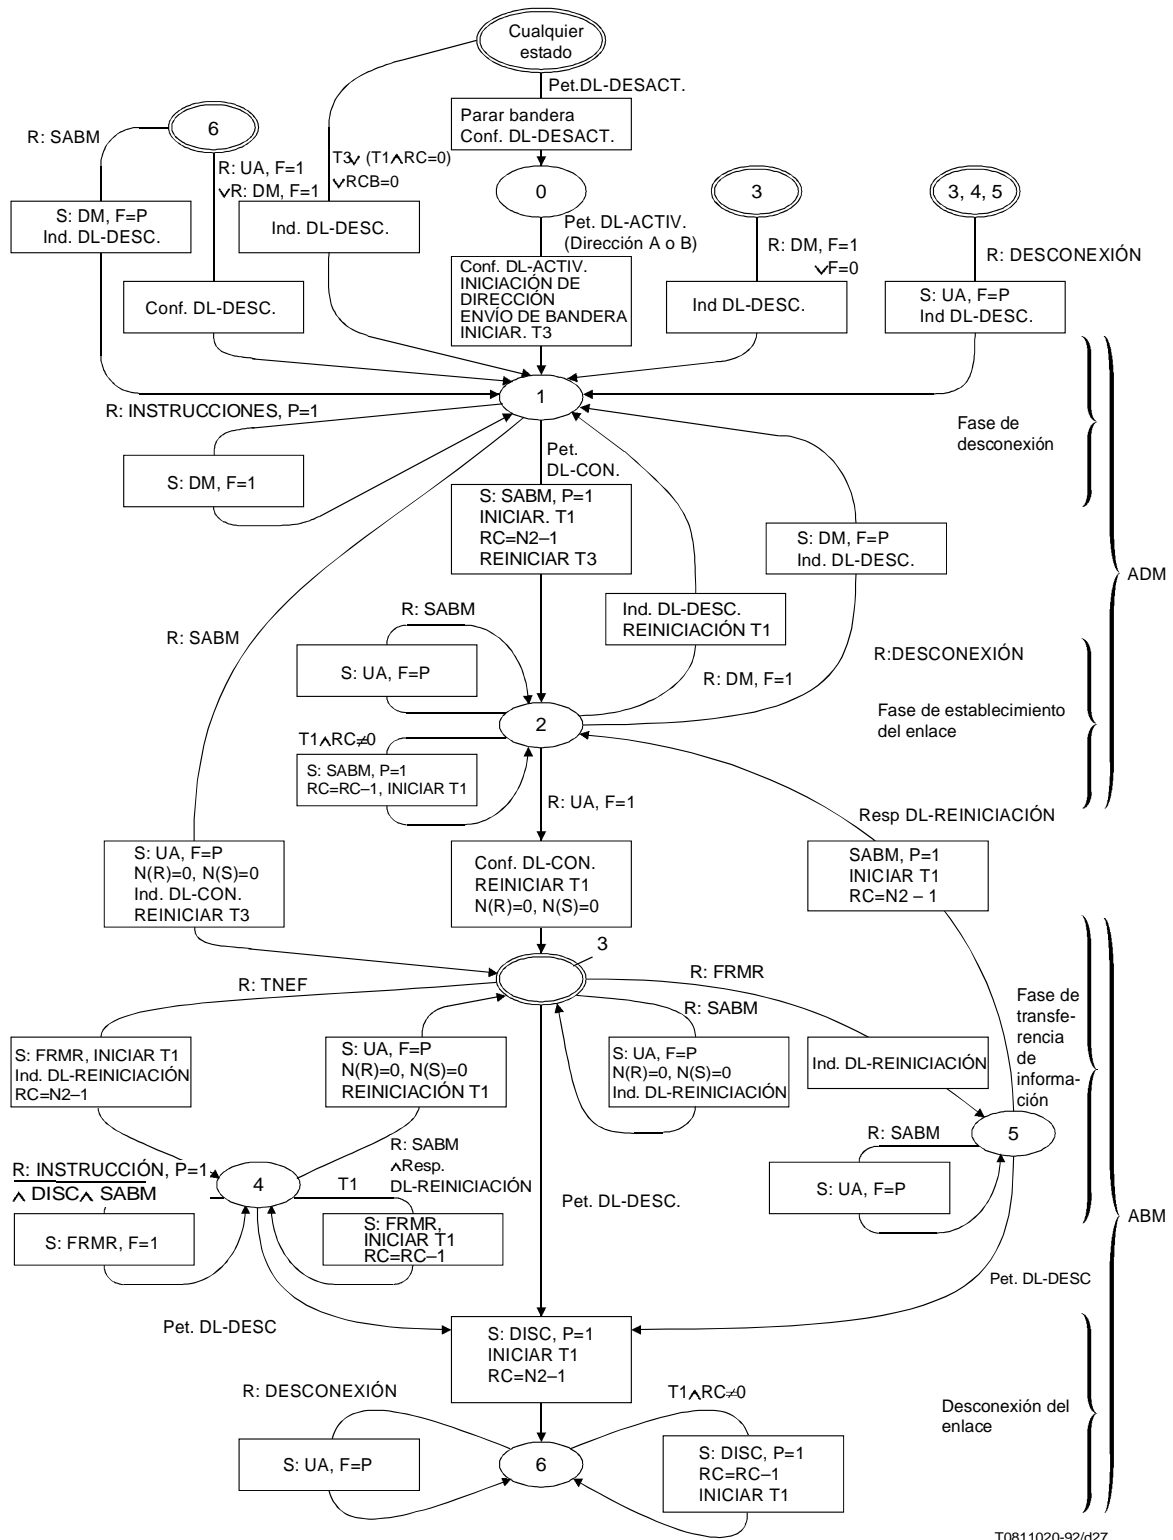 Cualquier
estado
Pet.DL-DESACT.
Parar bandera
Conf. DL-DESACT.
R: SABM
6
R: UA, F=1
∨R: DM, F=1
T3∨ (T1∧RC=0)
∨RCB=0
0
3
3, 4, 5
S: DM, F=P
Ind. DL-DESC.
Ind. DL-DESC.
Pet. DL-ACTIV.
(Dirección A o B)
R: DM, F=1
∨F=0
R: DESCONEXIÓN
Conf. DL-DESC.
Conf. DL-ACTIV.
INICIACIÓN DE
DIRECCIÓN
ENVÍO DE BANDERA
INICIAR. T3
Ind DL-DESC.
S: UA, F=P
Ind DL-DESC.
1
R: INSTRUCCIONES, P=1
Fase de
desconexión
S: DM, F=1
Pet.
DL-CON.
S: SABM, P=1
INICIAR. T1
RC=N2–1
REINICIAR T3
S: DM, F=P
Ind. DL-DESC.
ADM
R: SABM
R: SABM
Ind. DL-DESC.
REINICIACIÓN T1
S: UA, F=P
R: DM, F=1
R:DESCONEXIÓN
2
Fase de establecimiento
del enlace
T1∧RC≠0
S: SABM, P=1
RC=RC–1, INICIAR T1
R: UA, F=1
Resp DL-REINICIACIÓN
S: UA, F=P
N(R)=0, N(S)=0
Ind. DL-CON.
REINICIAR T3
Conf. DL-CON.
REINICIAR T1
N(R)=0, N(S)=0
SABM, P=1
INICIAR T1
RC=N2 – 1
3
R: TNEF
R: FRMR
R: SABM
Fase de
transfe-
rencia
de
informa-
ción
S: FRMR, INICIAR T1
Ind. DL-REINICIACIÓN
RC=N2–1
S: UA, F=P
N(R)=0, N(S)=0
REINICIACIÓN T1
S: UA, F=P
N(R)=0, N(S)=0
Ind. DL-REINICIACIÓN
Ind. DL-REINICIACIÓN
R: SABM
5
R: INSTRUCCIÓN, P=1
∧ DISC∧ SABM
4
T1
R: SABM
∧Resp.
DL-REINICIACIÓN
S: UA, F=P
Pet. DL-DESC.
S: FRMR, F=1
S: FRMR,
INICIAR T1
RC=RC–1
ABM
Pet. DL-DESC
Pet. DL-DESC
S: DISC, P=1
INICIAR T1
RC=N2–1
R: DESCONEXIÓN
T1∧RC≠0
Desconexión del
enlace
S: UA, F=P
6
S: DISC, P=1
RC=RC–1
INICIAR T1
T0811020-92/d27